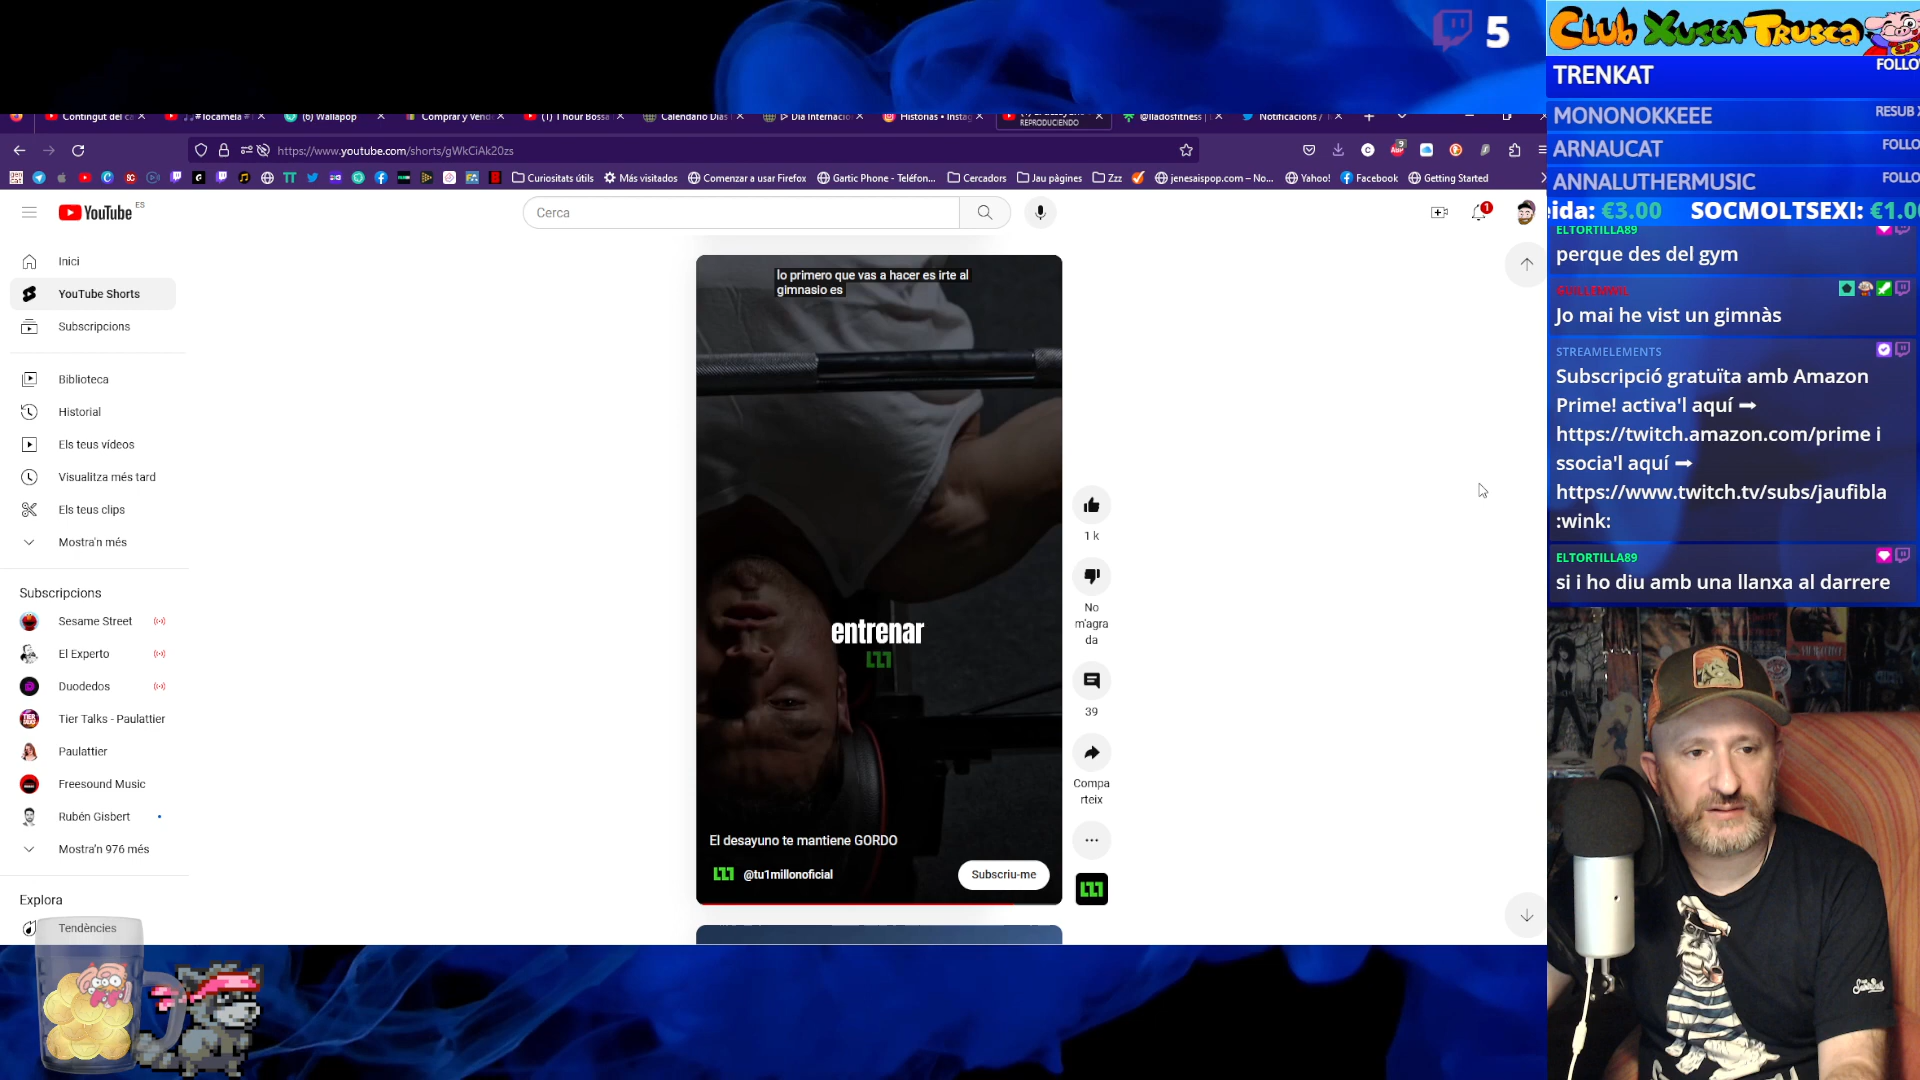 5
Club Xusca Trusca
TRENKAT
FOLLO
MONONOKKEEE
RESUB X
ARNAUCAT
FOLLO
ANNALUTHERMUSIC
FOLLO
eida: €3.00 SOCMOLTSEXI: €1.00
ELTORTILLA89
perque des del gym
Jo mai he vist un gimnàs
STREAMELEMENTS
Subscripció gratuïta amb Amazon
Prime! activa'l aquí ➡
https://twitch.amazon.com/prime i
ssocia'l aquí ➡
https://www.twitch.tv/subs/jaufibla
:wink:
ELTORTILLA89
si i ho diu amb una llanxa al darrere
Contingut del ca
#Tocamela #
(6) Wallapop
Comprar y Vend
(1) 1 hour Bossa
Calendario Días
Día Internacio
Historias • Instag
REPRODUCIENDO
@lladosfitness |
Notificacions / 
https://www.youtube.com/shorts/gWkCiAk20zs
9
Curiositats útils
Más visitados
Comenzar a usar Firefox
Gartic Phone - Teléfon...
Cercadors
Jau pàgines
Zzz
jenesaispop.com – No...
Yahoo!
Facebook
Getting Started
YouTube ES
Cerca
1
Inici
YouTube Shorts
Subscripcions
Biblioteca
Historial
Els teus vídeos
Visualitza més tard
Els teus clips
Mostra'n més
Subscripcions
Sesame Street
El Experto
Duodedos
Tier Talks - Paulattier
Paulattier
Freesound Music
Rubén Gisbert
Mostra'n 976 més
Explora
Tendències
lo primero que vas a hacer es irte al
gimnasio es
entrenar
El desayuno te mantiene GORDO
@tu1millonoficial
Subscriu-me
1 k
No
m'agra
da
39
Compa
rteix